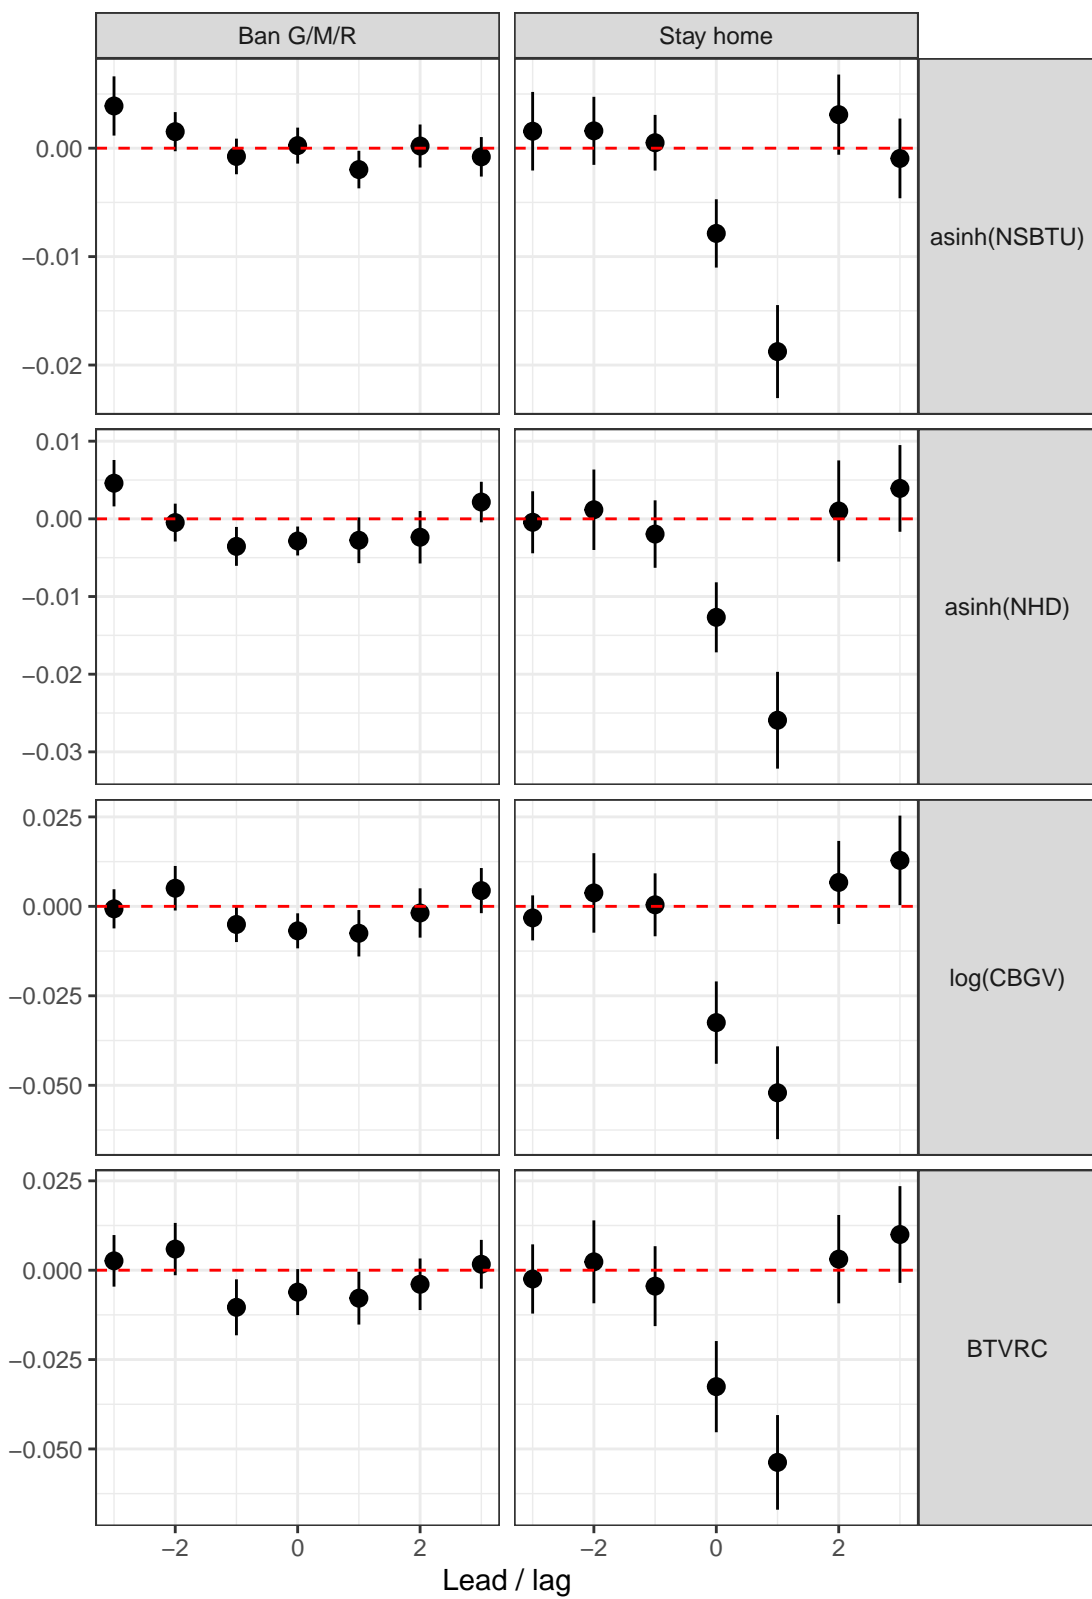 Ban G/M/R
Stay home
0.00
−0.01
−0.02
asinh(NSBTU)
0.01
0.00
−0.01
−0.02
−0.03
asinh(NHD)
0.025
0.000
−0.025
−0.050
log(CBGV)
0.025
0.000
−0.025
−0.050
BTVRC
−2 0 2
−2 0 2
Lead / lag